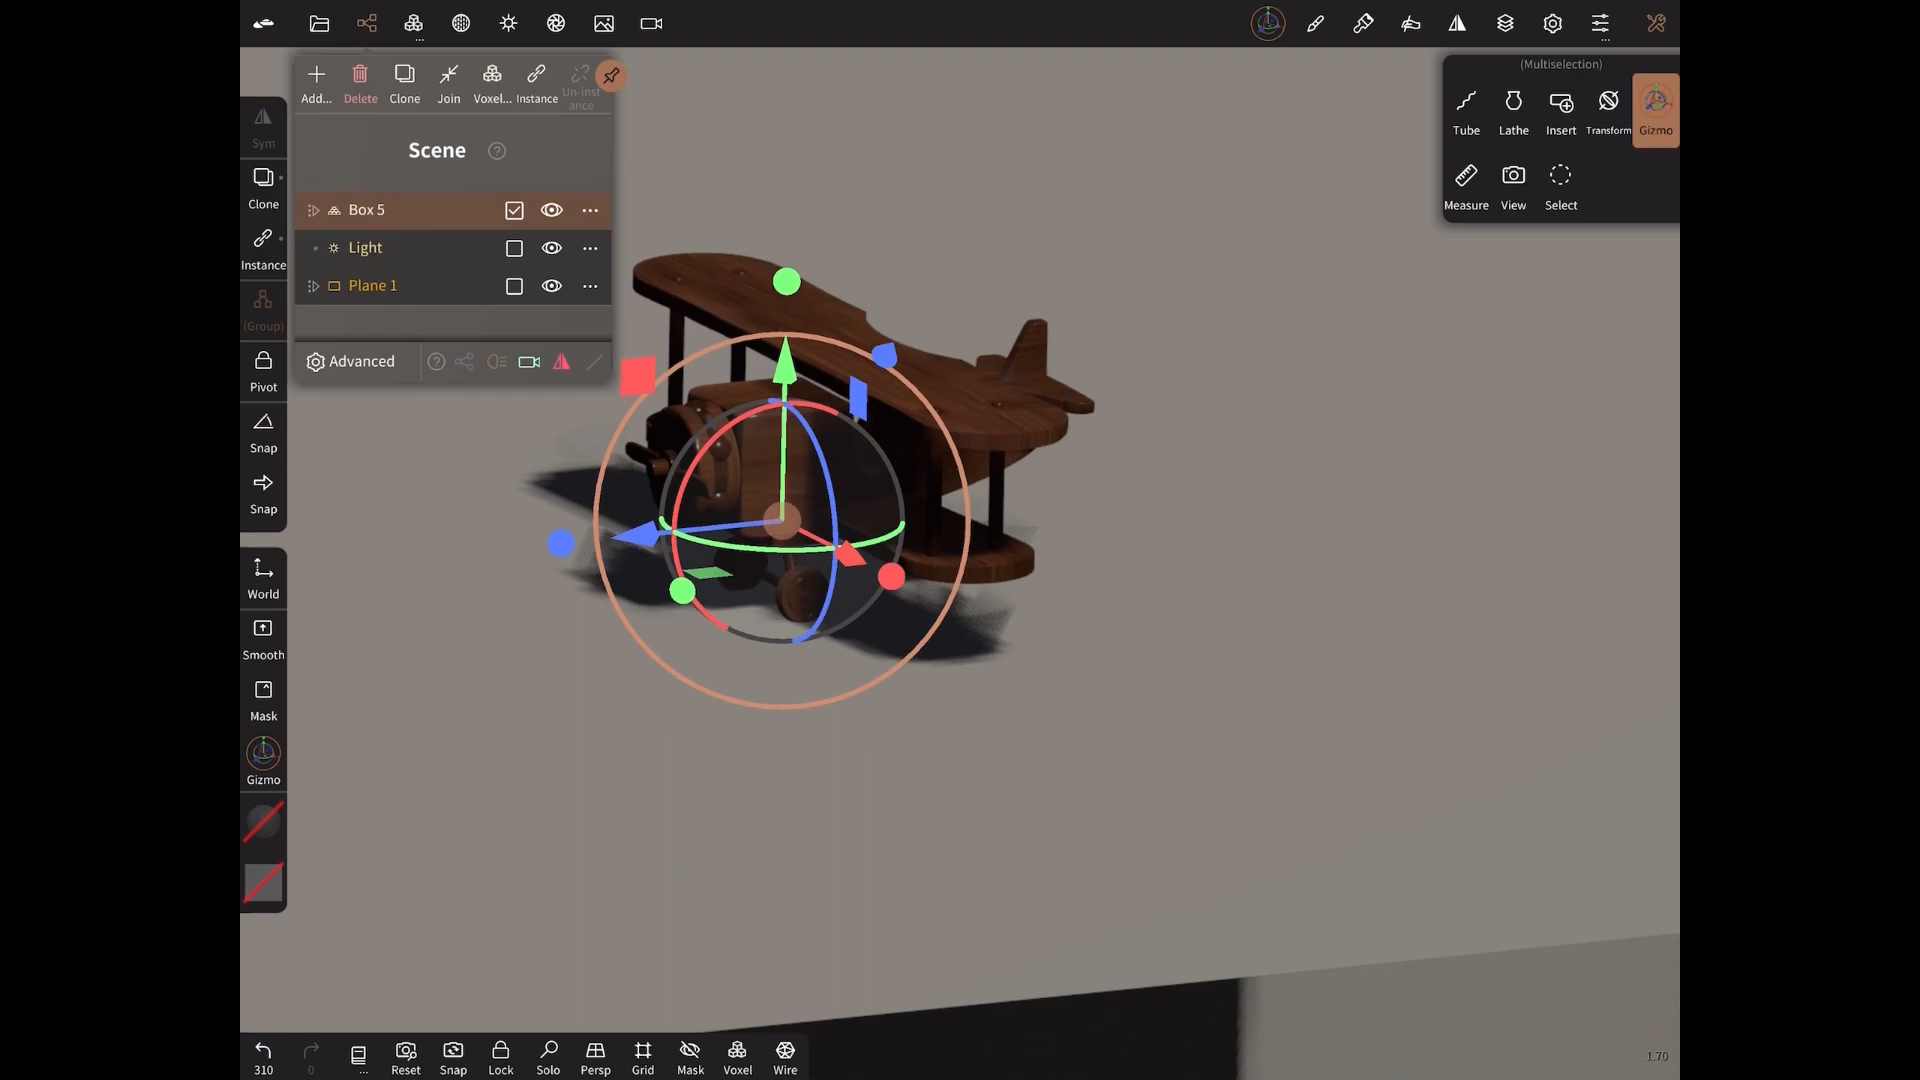 Add...
Delete
Clone
Join
Voxel...
Instance
Un-inst
ance
Scene
?
Box 5
Light
Plane 1
Advanced
?
Sym
Clone
Instance
(Group)
Pivot
Snap
Snap
World
Smooth
Mask
Gizmo
(Multiselection)
Tube
Lathe
Insert
Transform
Gizmo
Measure
View
Select
310
0
...
Reset
Snap
Lock
Solo
Persp
Grid
Mask
Voxel
Wire
1.70